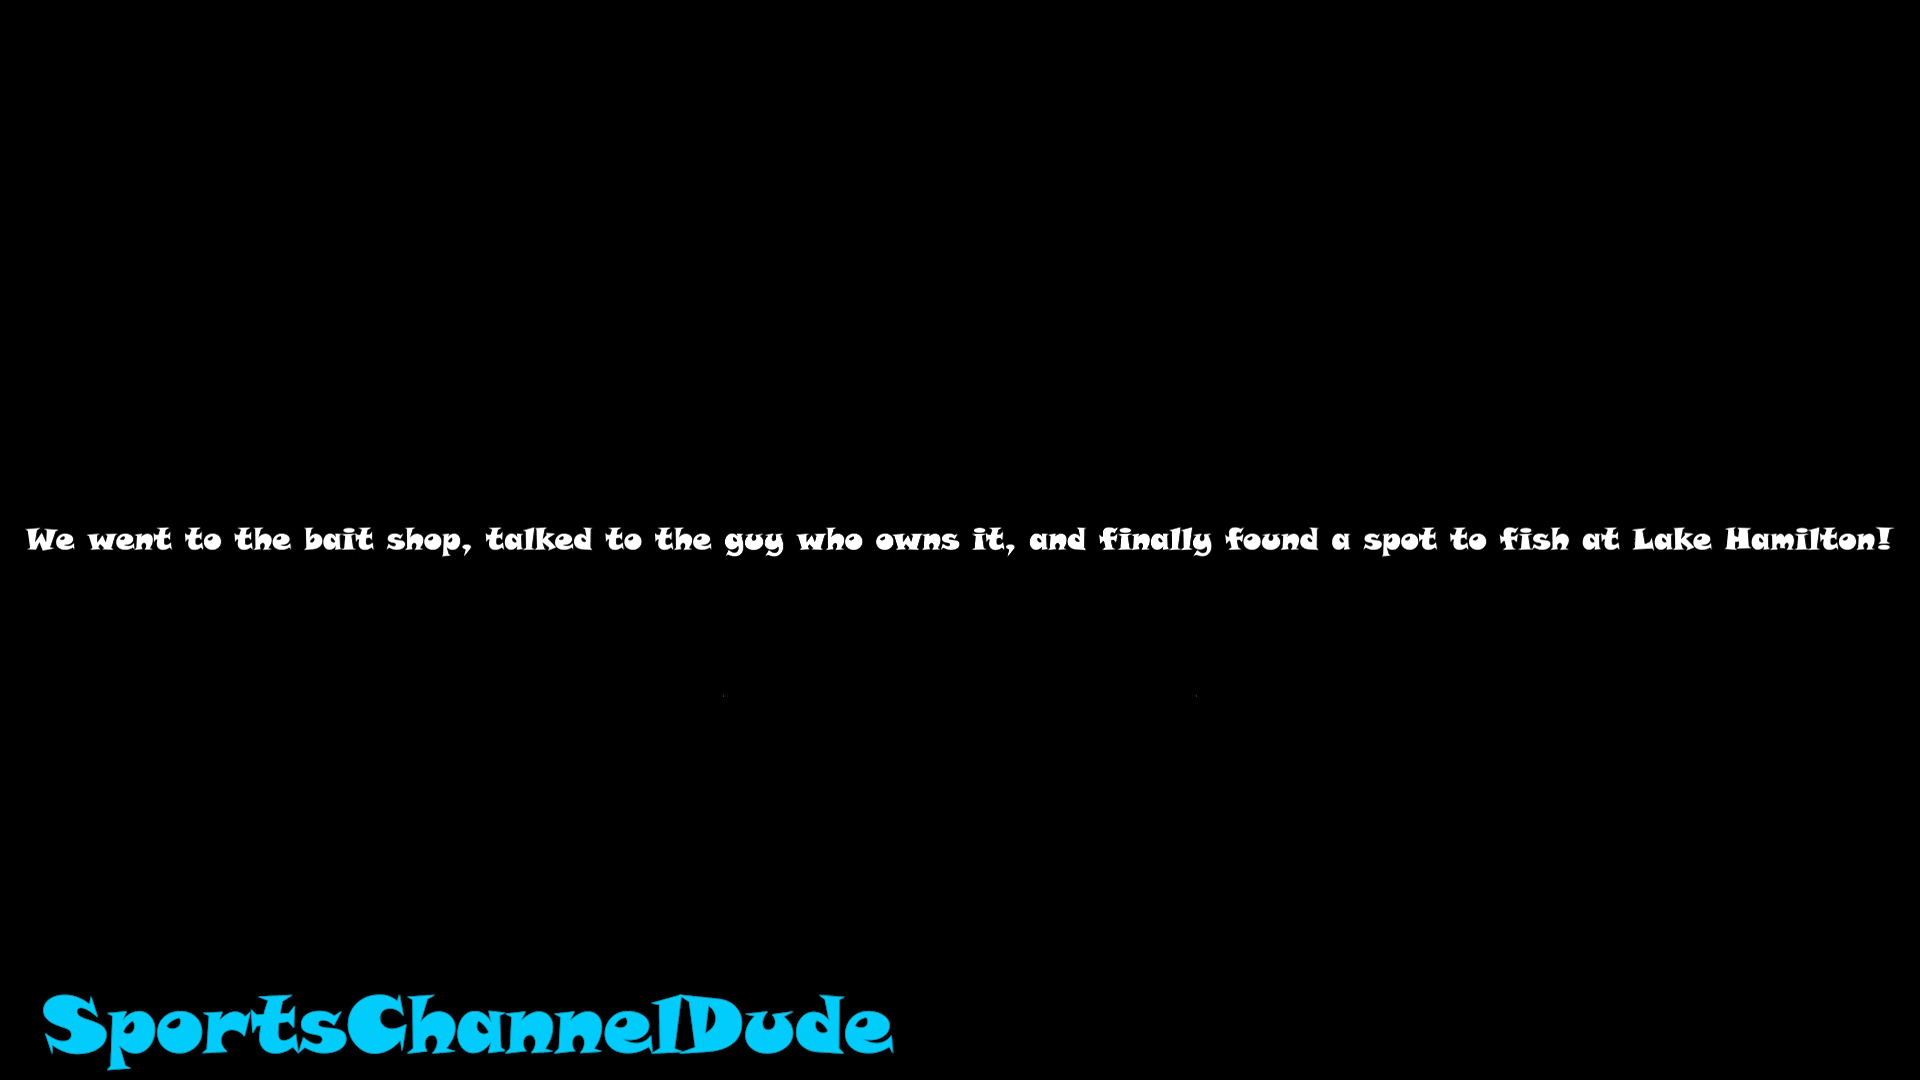 We went to the bait shop, talked to the guy who owns it, and finally found a spot to fish at Lake Hamilton!
SportsChannelDude